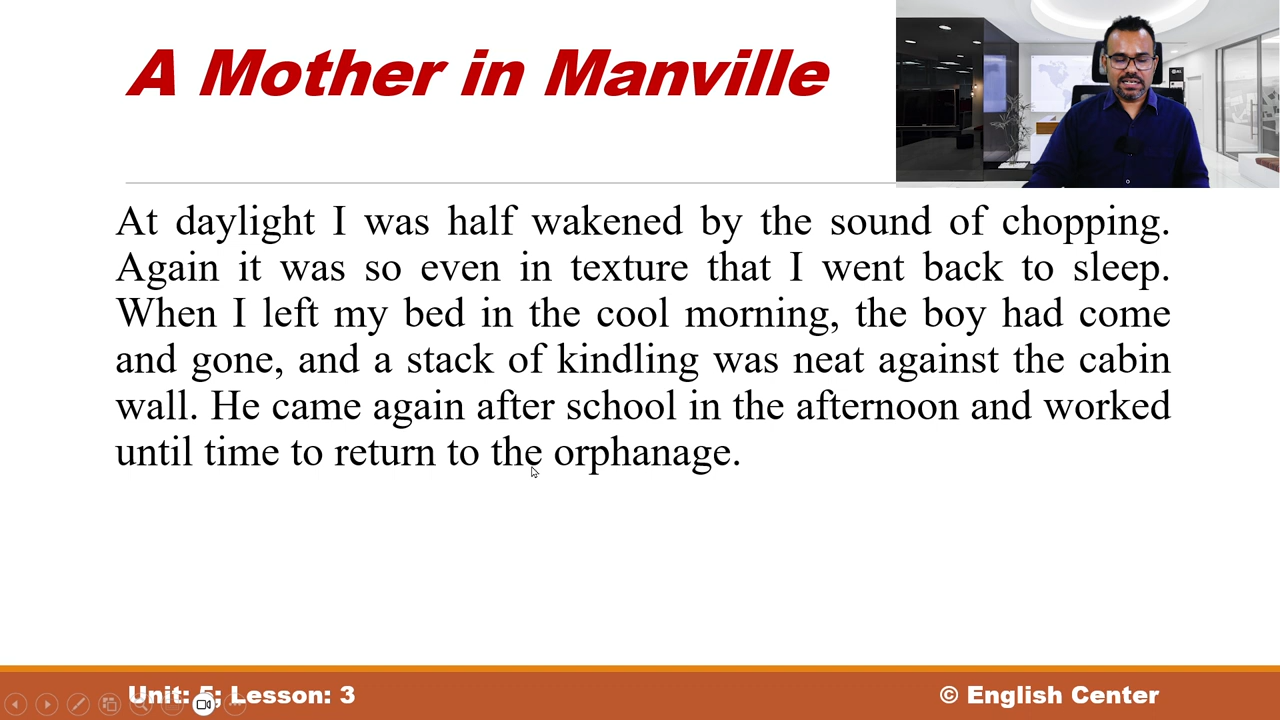 A Mother in Manville
At daylight I was half wakened by the sound of chopping.
Again it was so even in texture that I went back to sleep.
When I left my bed in the cool morning, the boy had come
and gone, and a stack of kindling was neat against the cabin
wall. He came again after school in the afternoon and worked
until time to return to the orphanage.
Unit: 5; Lesson: 3
© English Center